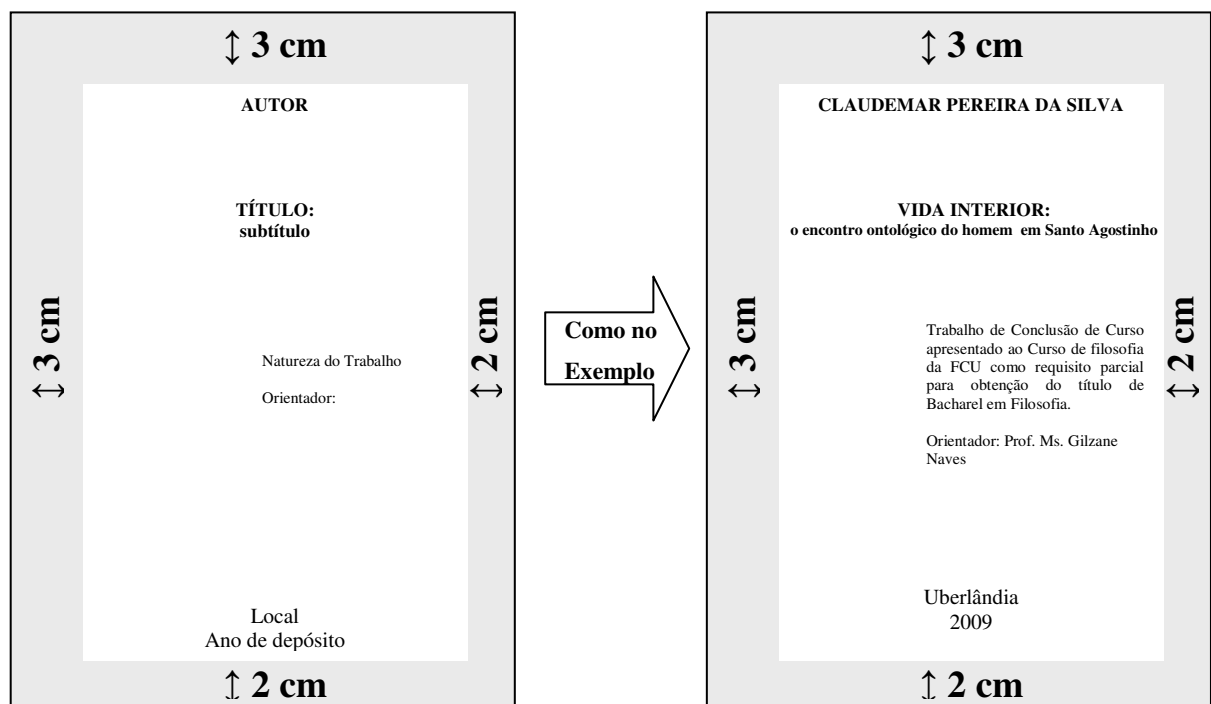 ↕ 3 cm
AUTOR
TÍTULO:
subtítulo
↕ 3 cm
↕ 2 cm
Natureza do Trabalho
Orientador:
Local
Ano de depósito
↕ 2 cm
Como no
Exemplo
↕ 3 cm
CLAUDEMAR PEREIRA DA SILVA
VIDA INTERIOR:
o encontro ontológico do homem em Santo Agostinho
↕ 3 cm
↕ 2 cm
Trabalho de Conclusão de Curso
apresentado ao Curso de filosofia
da FCU como requisito parcial
para obtenção do título de
Bacharel em Filosofia.
Orientador: Prof. Ms. Gilzane
Naves
Uberlândia
2009
↕ 2 cm